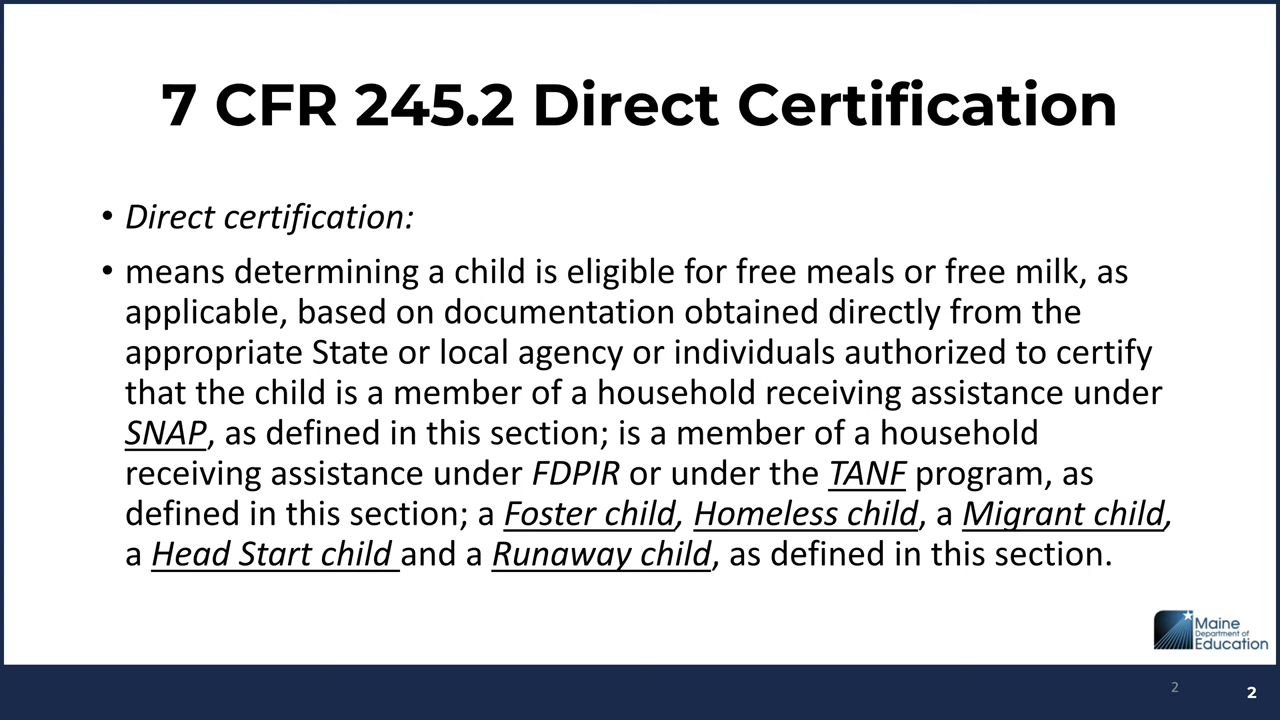 7 CFR 245.2 Direct Certification
• Direct certification:
• means determining a child is eligible for free meals or free milk, as
applicable, based on documentation obtained directly from the
appropriate State or local agency or individuals authorized to certify
that the child is a member of a household receiving assistance under
SNAP, as defined in this section; is a member of a household
receiving assistance under FDPIR or under the TANF program, as
defined in this section; a Foster child, Homeless child, a Migrant child,
a Head Start child and a Runaway child, as defined in this section.
Maine
Department of
Education
2
2